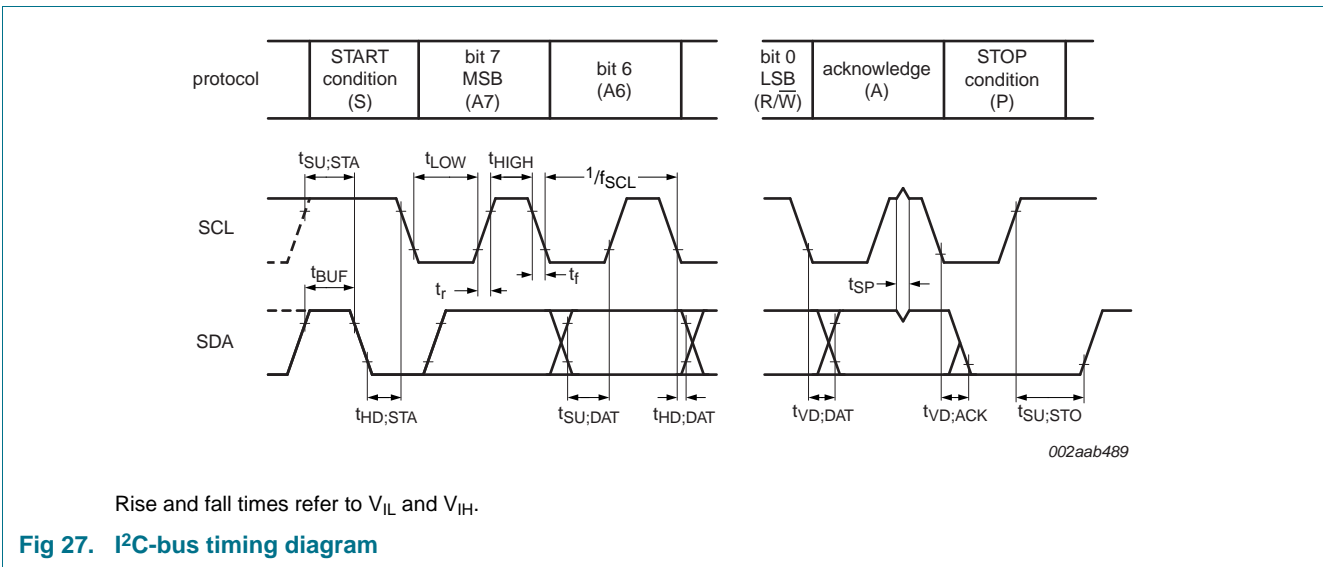 protocol
START
condition
(S)
bit 7
MSB
(A7)
bit 6
(A6)
bit 0
LSB
(R/W̅)
acknowledge
(A)
STOP
condition
(P)
tSU;STA
tLOW
tHIGH
1/fSCL
SCL
tBUF
tr
tf
tSP
SDA
tHD;STA
tSU;DAT
tHD;DAT
tVD;DAT
tVD;ACK
tSU;STO
002aab489
Rise and fall times refer to VIL and VIH.
Fig 27. I²C-bus timing diagram